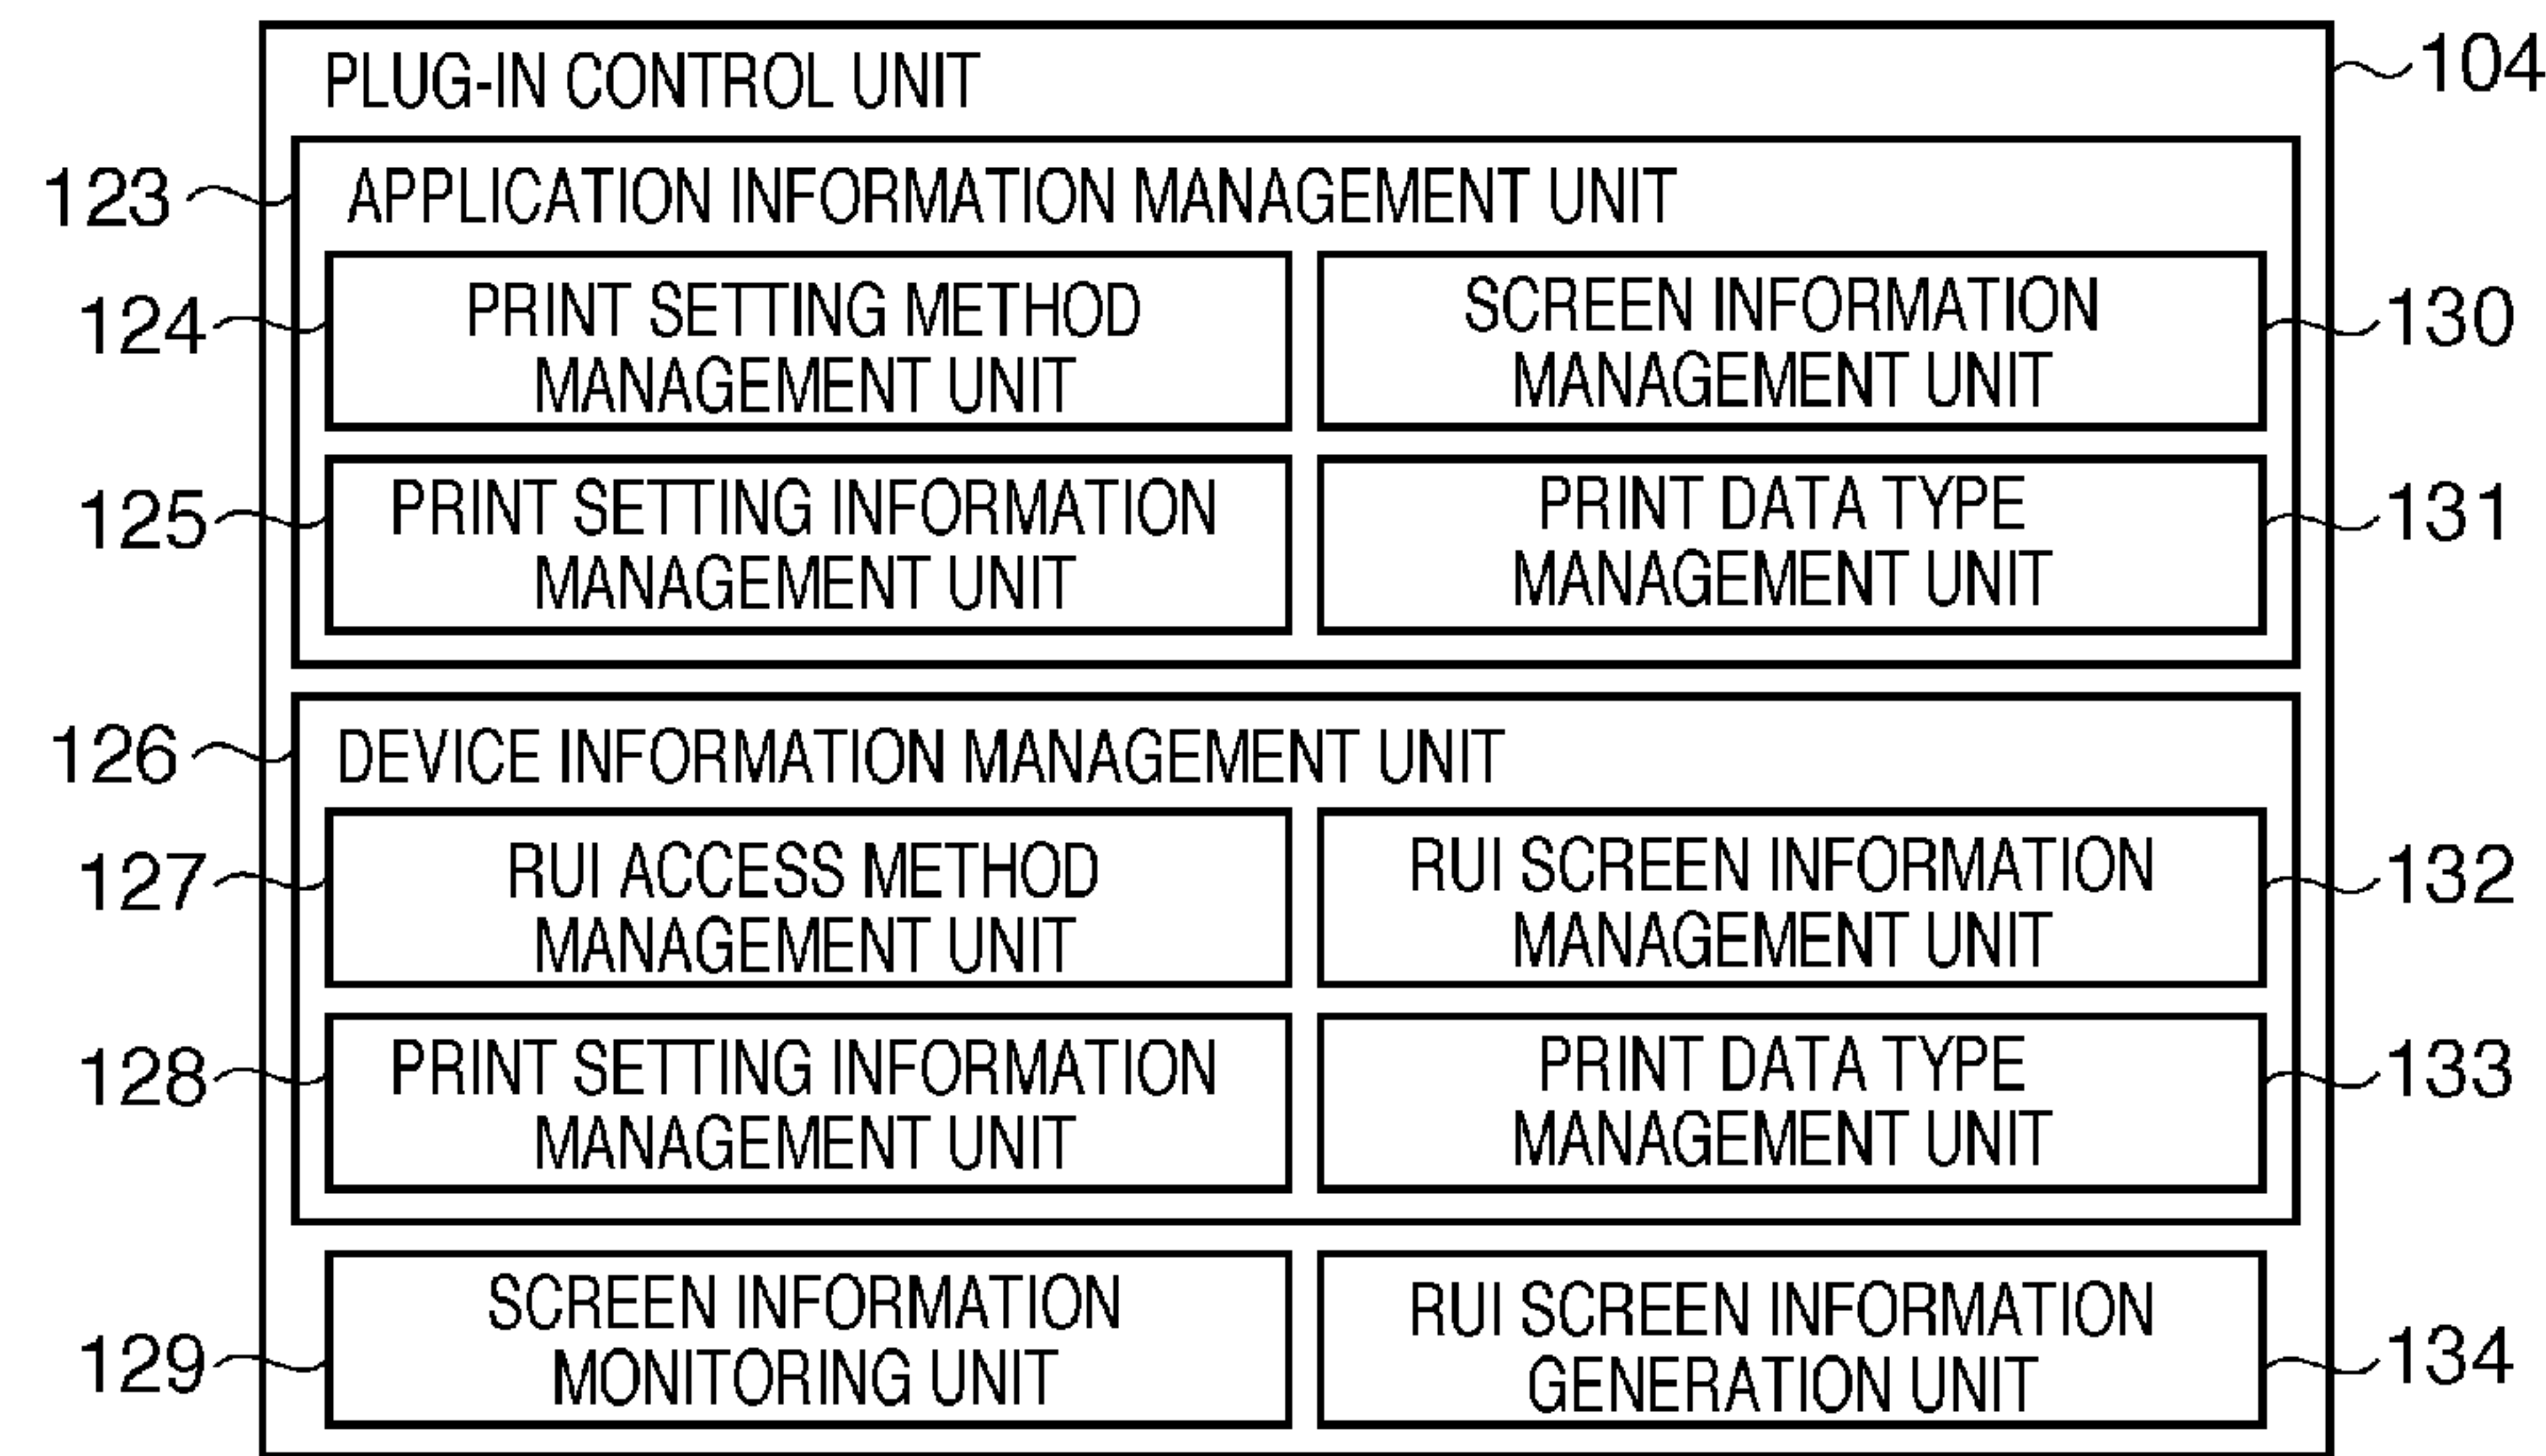 PLUG-IN CONTROL UNIT
104
123
APPLICATION INFORMATION MANAGEMENT UNIT
124
PRINT SETTING METHOD
MANAGEMENT UNIT
SCREEN INFORMATION
MANAGEMENT UNIT
130
125
PRINT SETTING INFORMATION
MANAGEMENT UNIT
PRINT DATA TYPE
MANAGEMENT UNIT
131
126
DEVICE INFORMATION MANAGEMENT UNIT
127
RUI ACCESS METHOD
MANAGEMENT UNIT
RUI SCREEN INFORMATION
MANAGEMENT UNIT
132
128
PRINT SETTING INFORMATION
MANAGEMENT UNIT
PRINT DATA TYPE
MANAGEMENT UNIT
133
129
SCREEN INFORMATION
MONITORING UNIT
RUI SCREEN INFORMATION
GENERATION UNIT
134